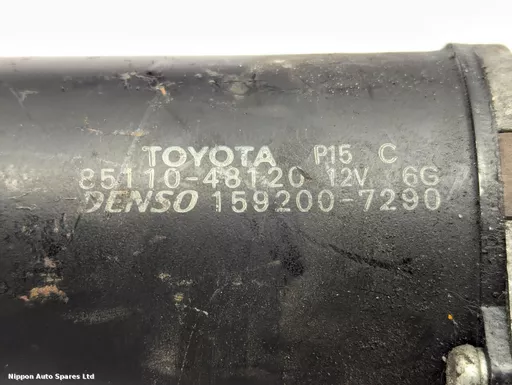 TOYOTA P15 C
85110-48120 12V 6G
DENSO 159200-7290
Nippon Auto Spares Ltd